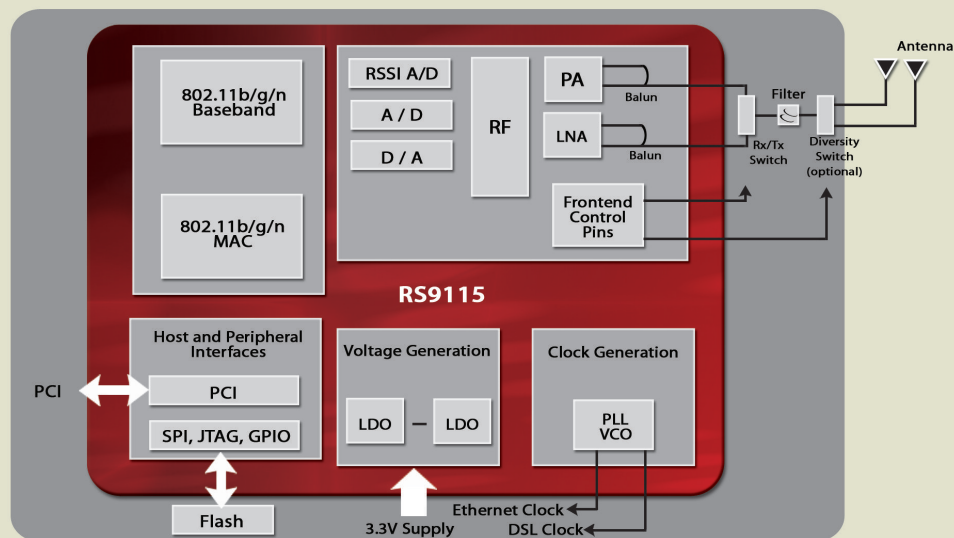 802.11b/g/n
Baseband
802.11b/g/n
MAC
RSSI A/D
A / D
D / A
RF
PA
LNA
Balun
Balun
Frontend
Control
Pins
Rx/Tx
Switch
Filter
Diversity
Switch
(optional)
Antenna
RS9115
Host and Peripheral
Interfaces
PCI
PCI
SPI, JTAG, GPIO
Flash
Voltage Generation
LDO
LDO
3.3V Supply
Clock Generation
PLL
VCO
Ethernet Clock
DSL Clock